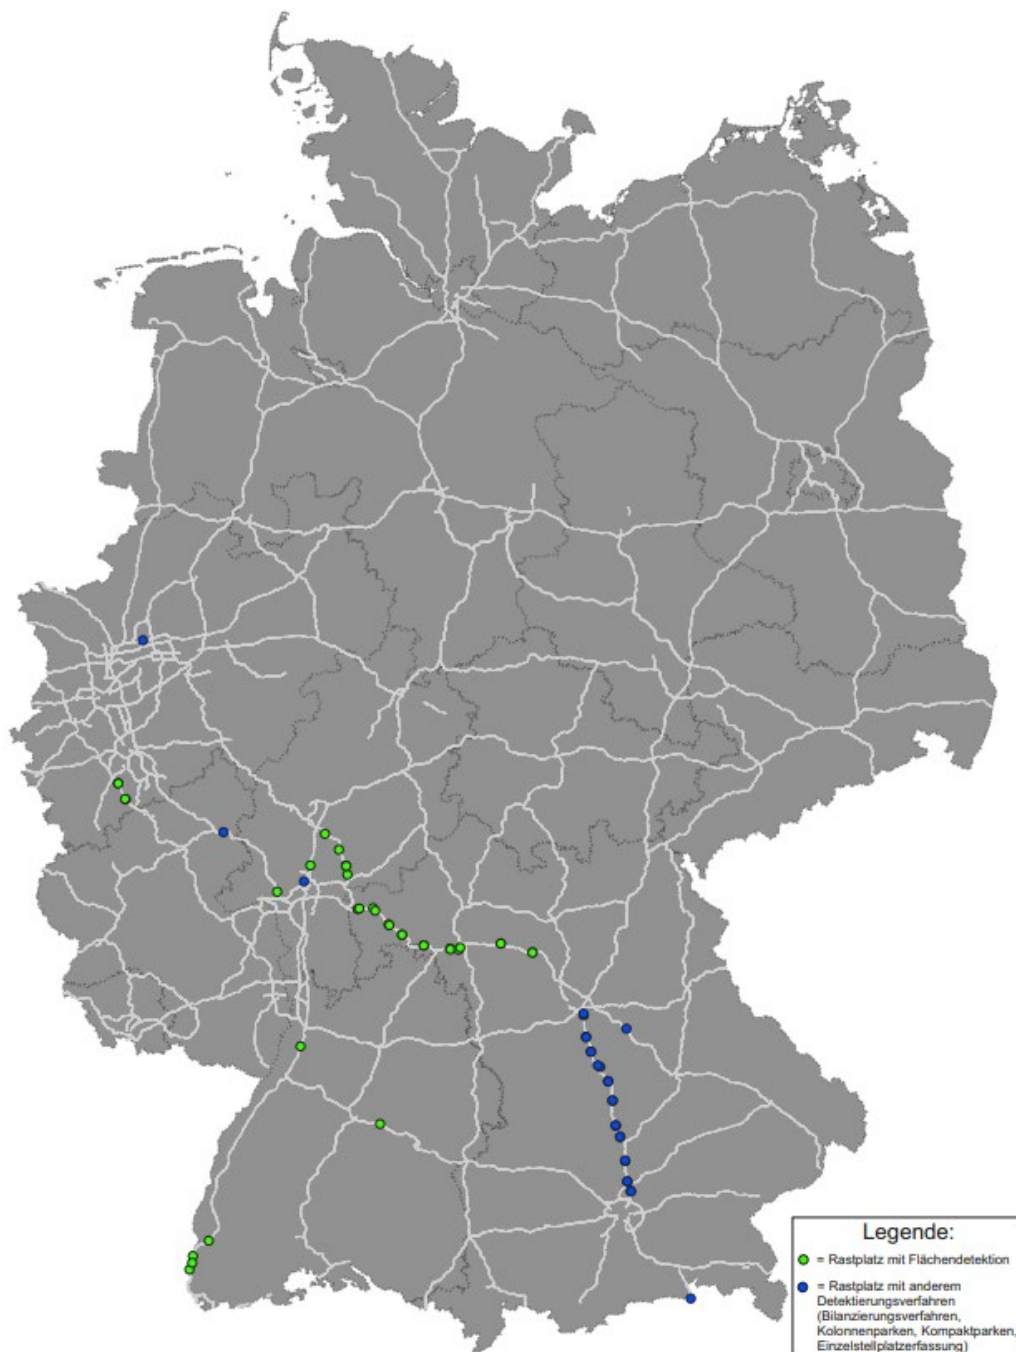 Legende:
= Rastplatz mit Flächendetektion
= Rastplatz mit anderem
Detektierungsverfahren
(Bilanzierungsverfahren,
Kolonnenparken, Kompaktparken,
Einzelstellplatzerfassung)